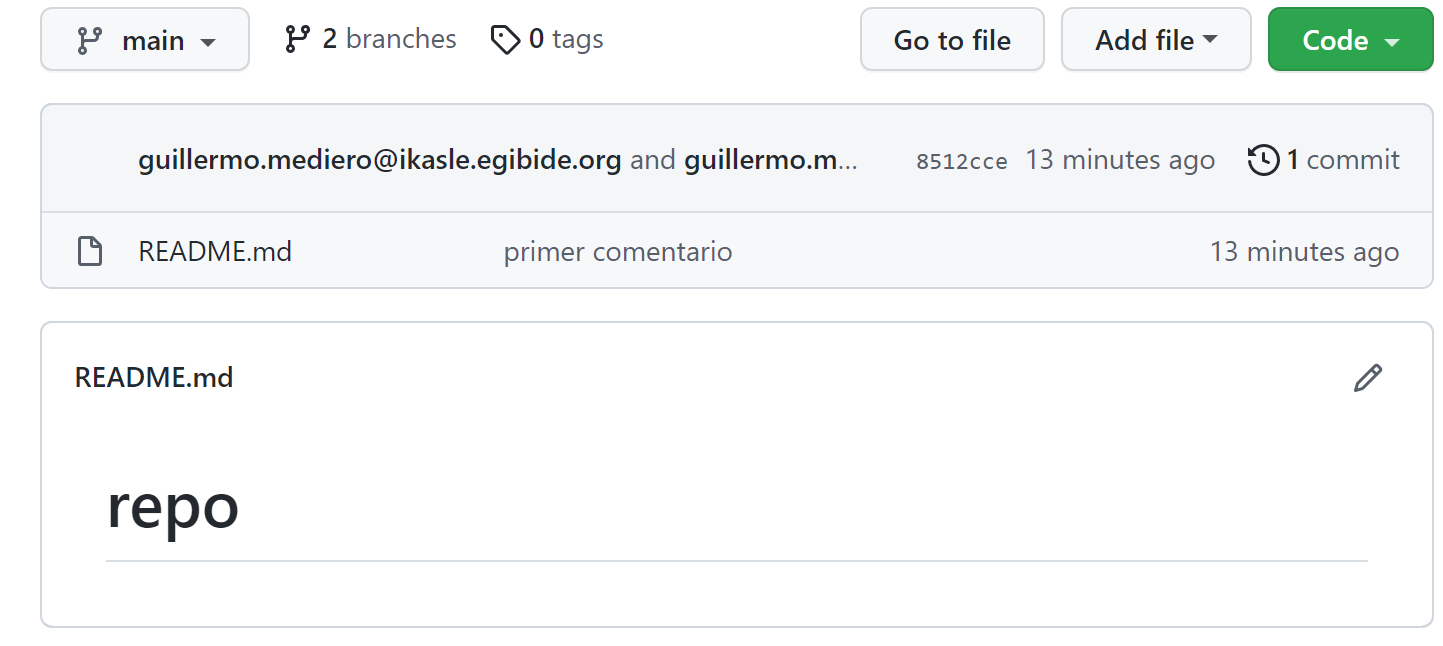 main 2 branches 0 tags Go to file Add file Code
guillermo.mediero@ikasle.egibide.org and guillermo.m... 8512cce 13 minutes ago 1 commit
README.md primer comentario 13 minutes ago
README.md
repo